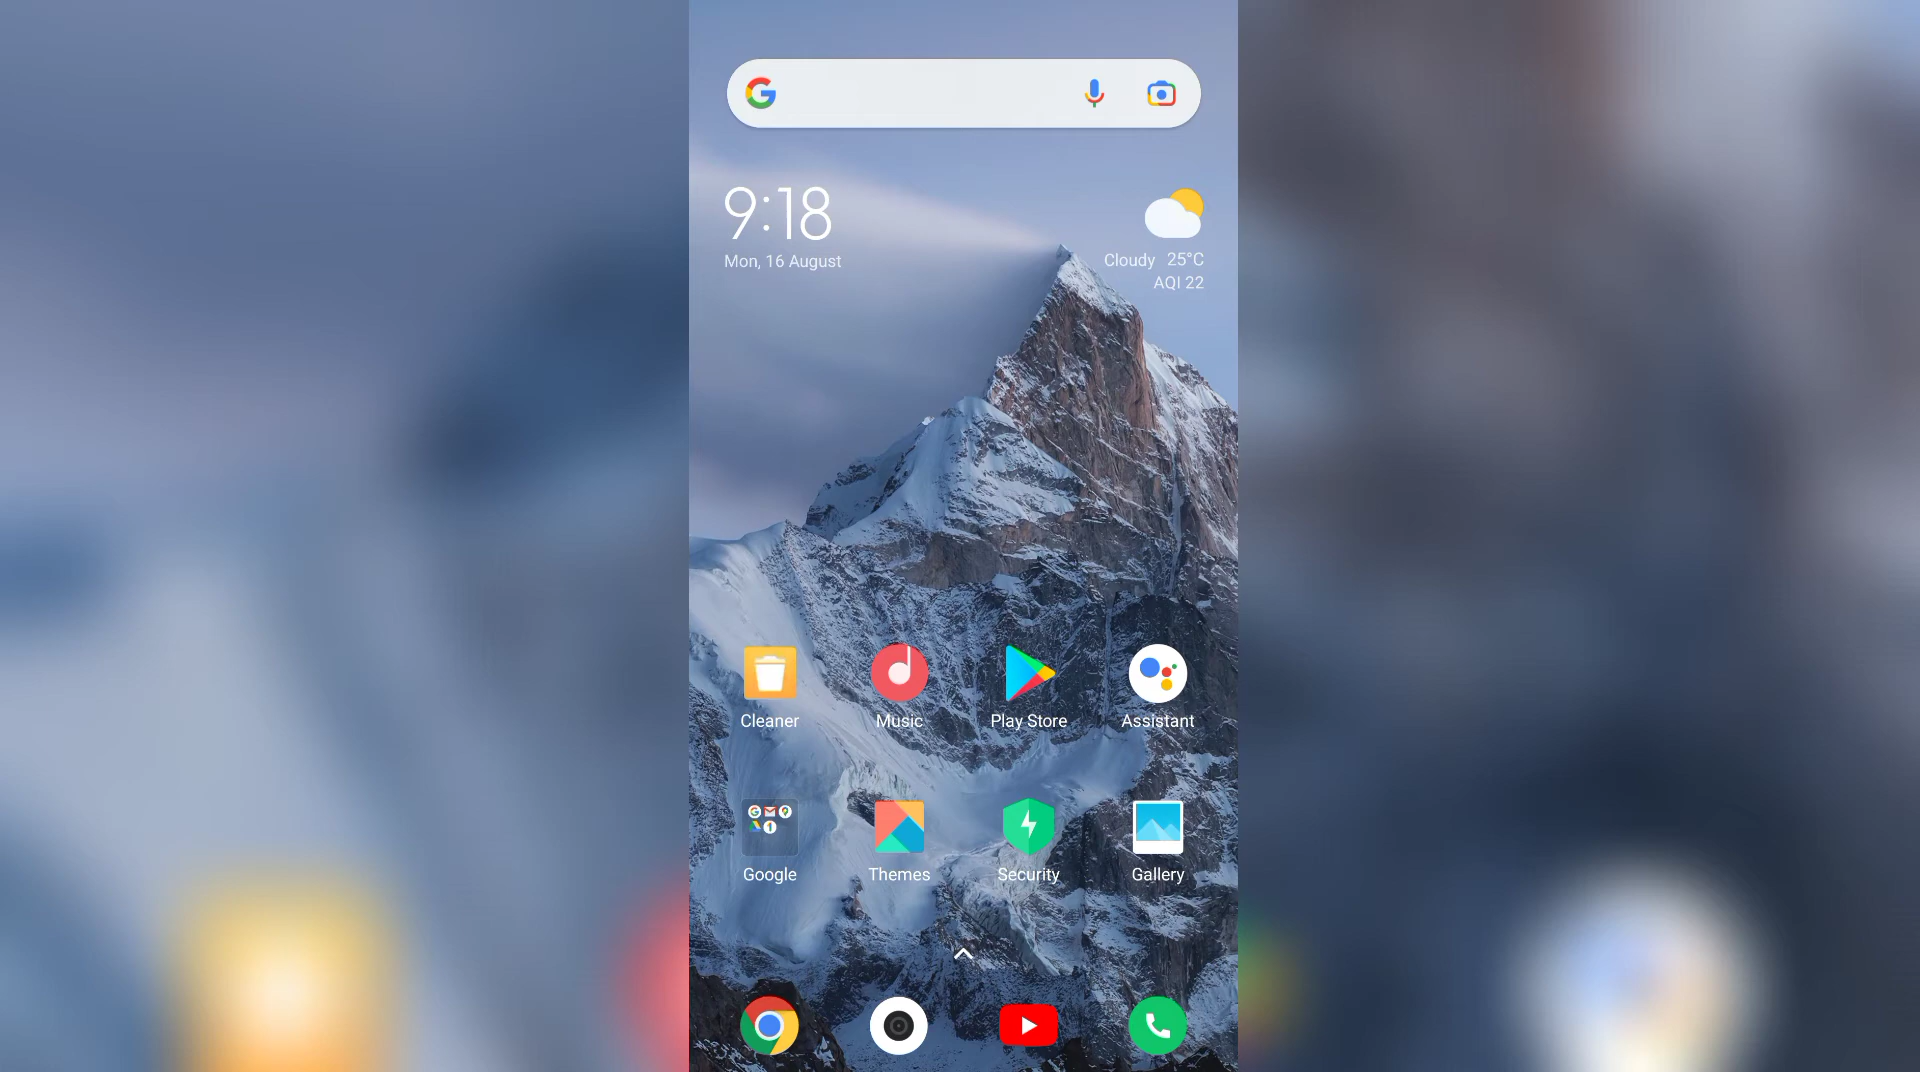 9:18
Mon, 16 August
Cloudy 25°C
AQI 22
Cleaner
Music
Play Store
Assistant
Google
Themes
Security
Gallery